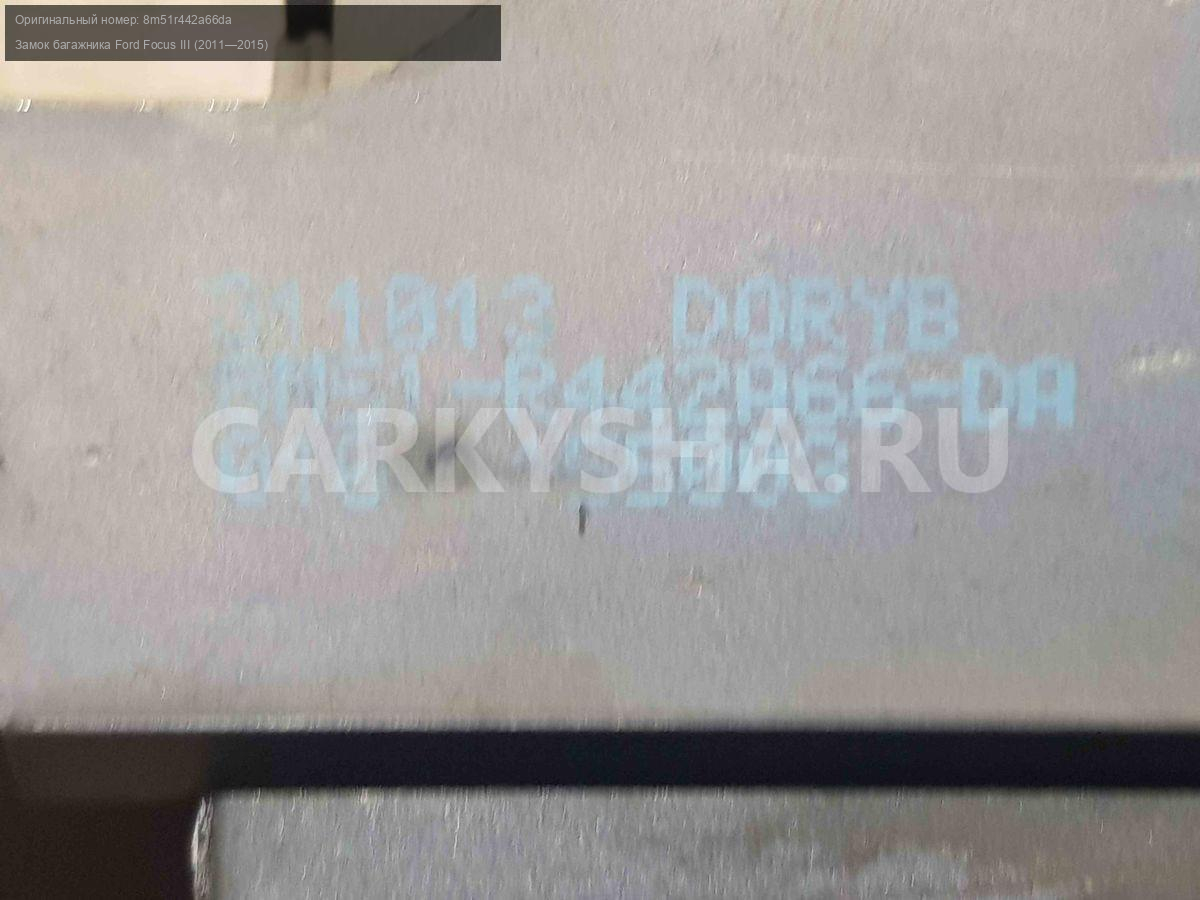 Оригинальный номер: 8m51r442a66da
Замок багажника Ford Focus III (2011—2015)
311013 DORYB
8M51-R442A66-DA
CARKYSHA.RU